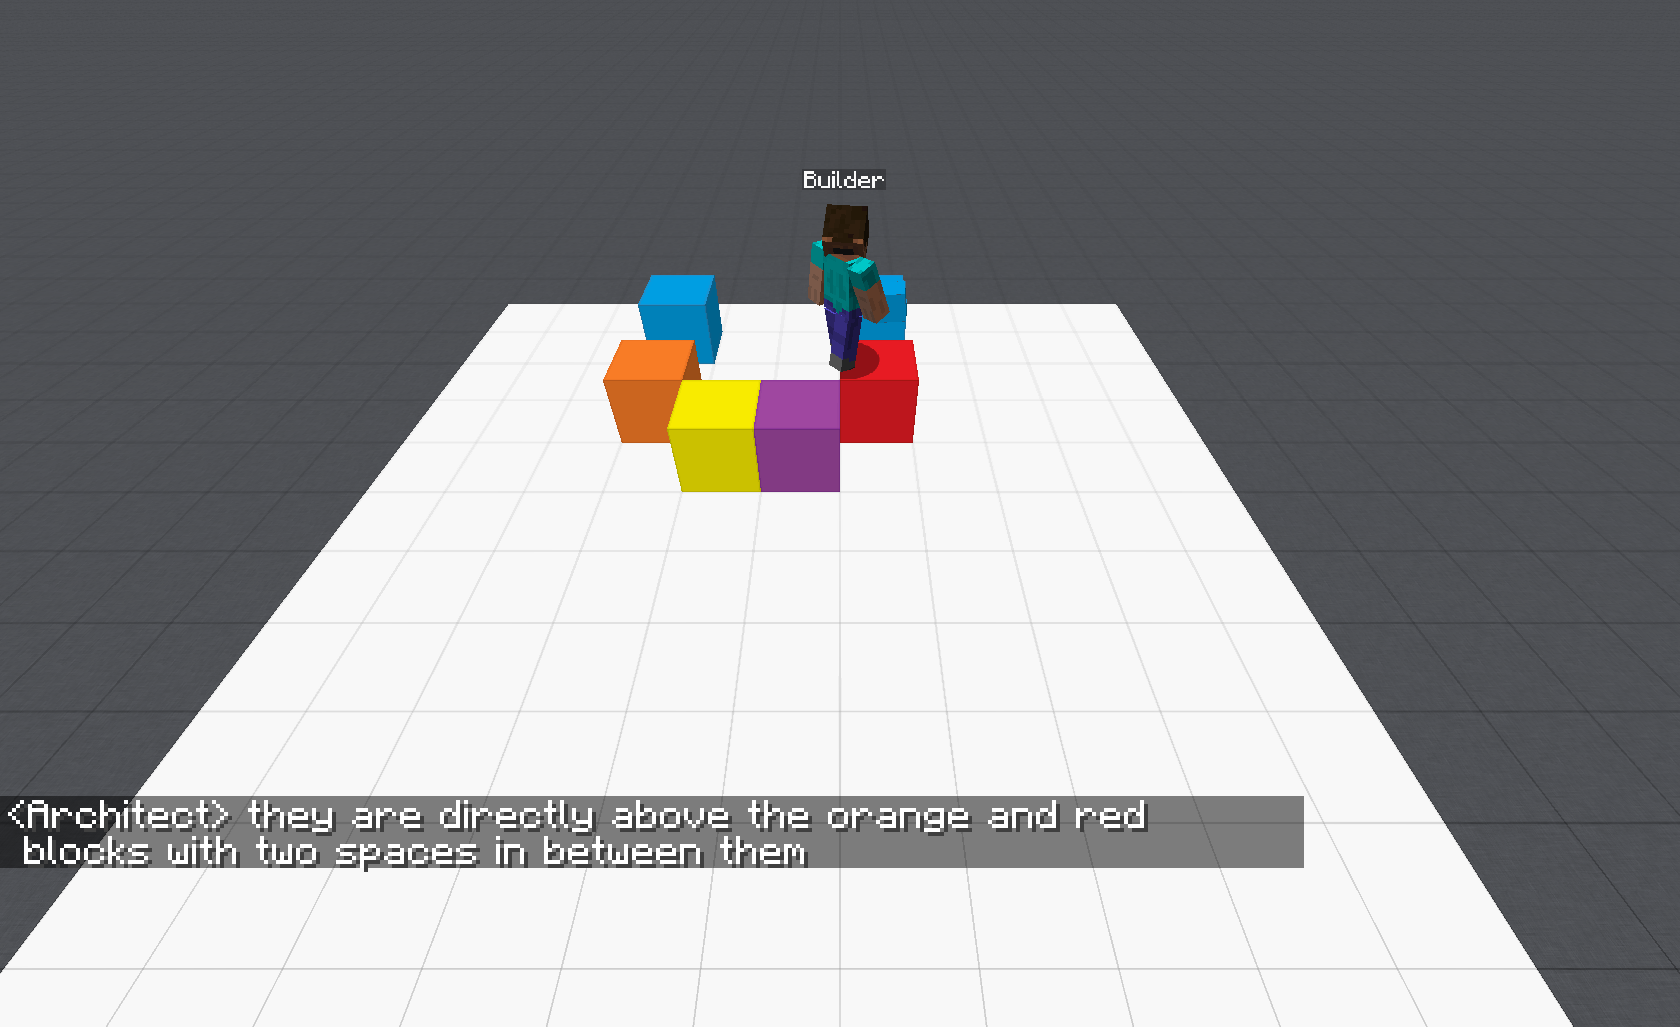 Builder
<Architect> they are directly above the orange and red
blocks with two spaces in between them